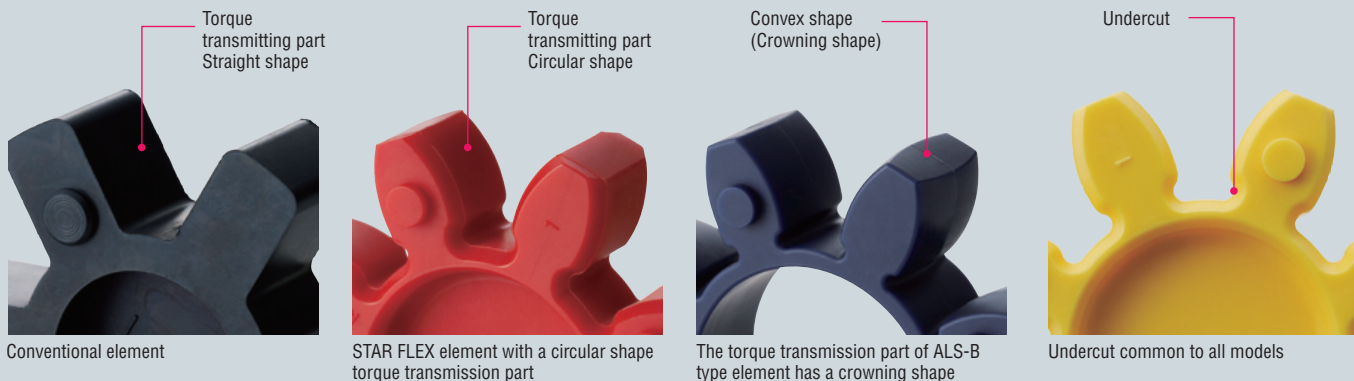 Torque
transmitting part
Straight shape
Torque
transmitting part
Circular shape
Convex shape
(Crowning shape)
Undercut
Conventional element
STAR FLEX element with a circular shape
torque transmission part
The torque transmission part of ALS-B
type element has a crowning shape
Undercut common to all models